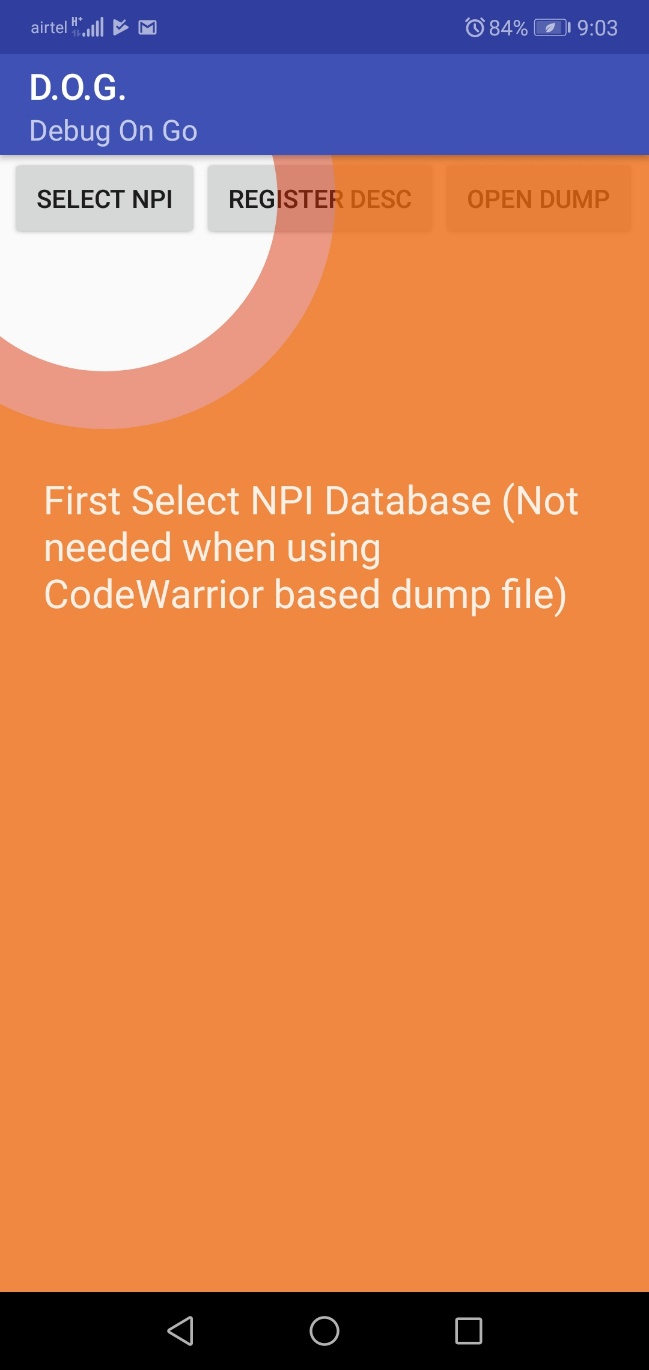 airtel H+ 84% 9:03
D.O.G.
Debug On Go
SELECT NPI REGISTER DESC OPEN DUMP
First Select NPI Database (Not
needed when using
CodeWarrior based dump file)